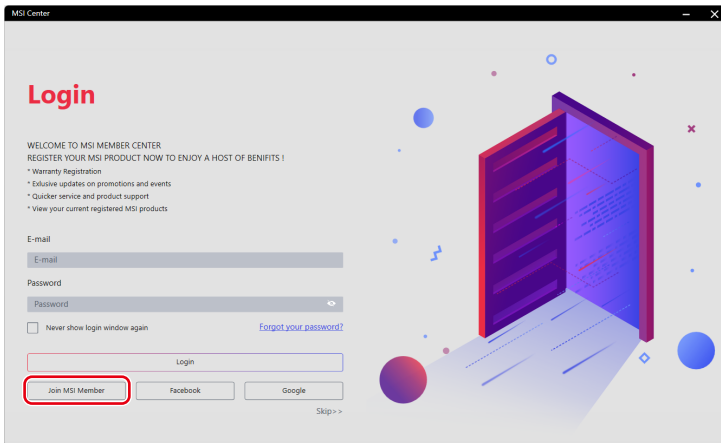 MSI Center
Login
WELCOME TO MSI MEMBER CENTER
REGISTER YOUR MSI PRODUCT NOW TO ENJOY A HOST OF BENIFITS !
* Warranty Registration
* Exlusive updates on promotions and events
* Quicker service and product support
* View your current registered MSI products
E-mail
E-mail
Password
Password
Never show login window again Forgot your password?
Login
Join MSI Member Facebook Google
Skip>>